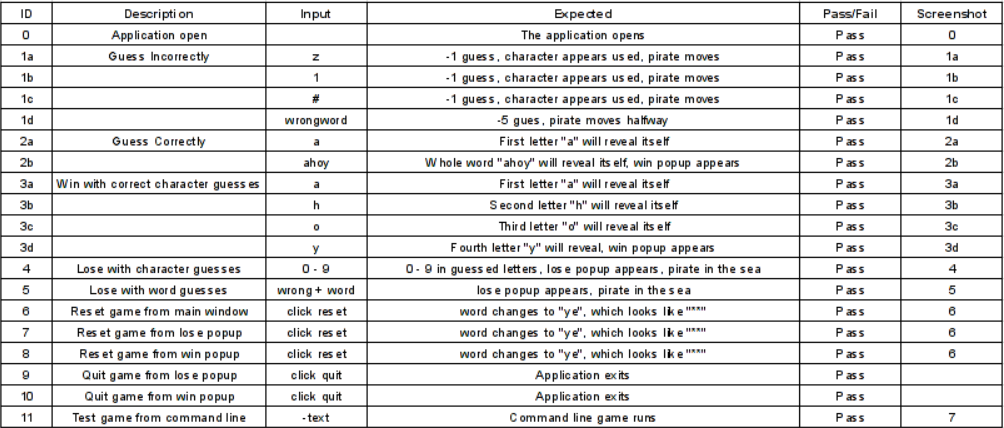 ID Description Input Expected Pass/Fail Screenshot
0 Application open The application opens Pass 0
1a Guess Incorrectly z -1 guess, character appears used, pirate moves Pass 1a
1b 1 -1 guess, character appears used, pirate moves Pass 1b
1c # -1 guess, character appears used, pirate moves Pass 1c
1d wrongword -5 gues, pirate moves halfway Pass 1d
2a Guess Correctly a First letter "a" will reveal itself Pass 2a
2b ahoy Whole word "ahoy" will reveal itself, win popup appears Pass 2b
3a Win with correct character guesses a First letter "a" will reveal itself Pass 3a
3b h Second letter "h" will reveal itself Pass 3b
3c o Third letter "o" will reveal itself Pass 3c
3d y Fourth letter "y" will reveal, win popup appears Pass 3d
4 Lose with character guesses 0 - 9 0 - 9 in guessed letters, lose popup appears, pirate in the sea Pass 4
5 Lose with word guesses wrong + word lose popup appears, pirate in the sea Pass 5
6 Reset game from main window click reset word changes to "ye", which looks like "**" Pass 6
7 Reset game from lose popup click reset word changes to "ye", which looks like "**" Pass 6
8 Reset game from win popup click reset word changes to "ye", which looks like "**" Pass 6
9 Quit game from lose popup click quit Application exits Pass
10 Quit game from win popup click quit Application exits Pass
11 Test game from command line -text Command line game runs Pass 7